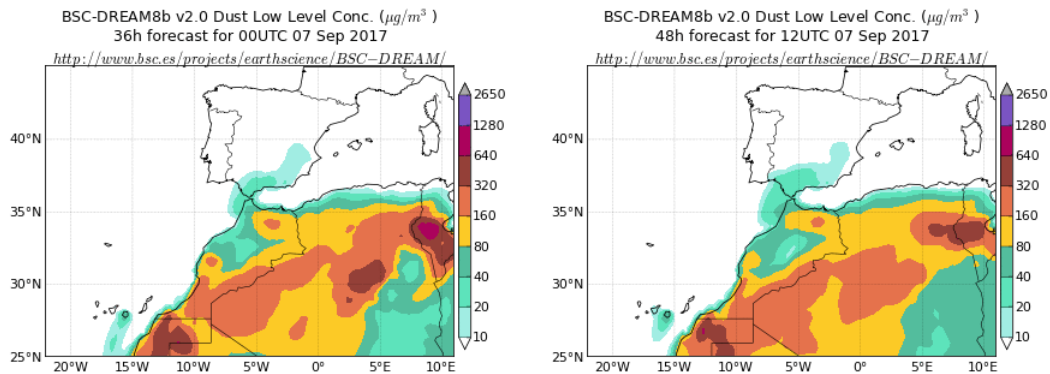 BSC-DREAM8b v2.0 Dust Low Level Conc. (μg/m³ )
36h forecast for 00UTC 07 Sep 2017
http://www.bsc.es/projects/earthscience/BSC−DREAM/
40°N
35°N
30°N
25°N
20°W
15°W
10°W
5°W
0°
5°E
10°E
2650
1280
640
320
160
80
40
20
10
BSC-DREAM8b v2.0 Dust Low Level Conc. (μg/m³ )
48h forecast for 12UTC 07 Sep 2017
http://www.bsc.es/projects/earthscience/BSC−DREAM/
40°N
35°N
30°N
25°N
20°W
15°W
10°W
5°W
0°
5°E
10°E
2650
1280
640
320
160
80
40
20
10